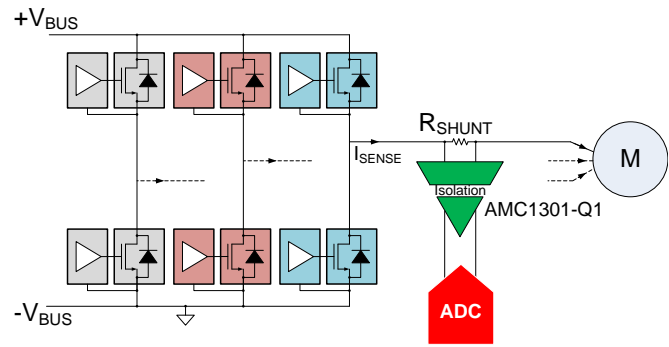 +VBUS
RSHUNT
ISENSE
M
Isolation
AMC1301-Q1
-VBUS
ADC